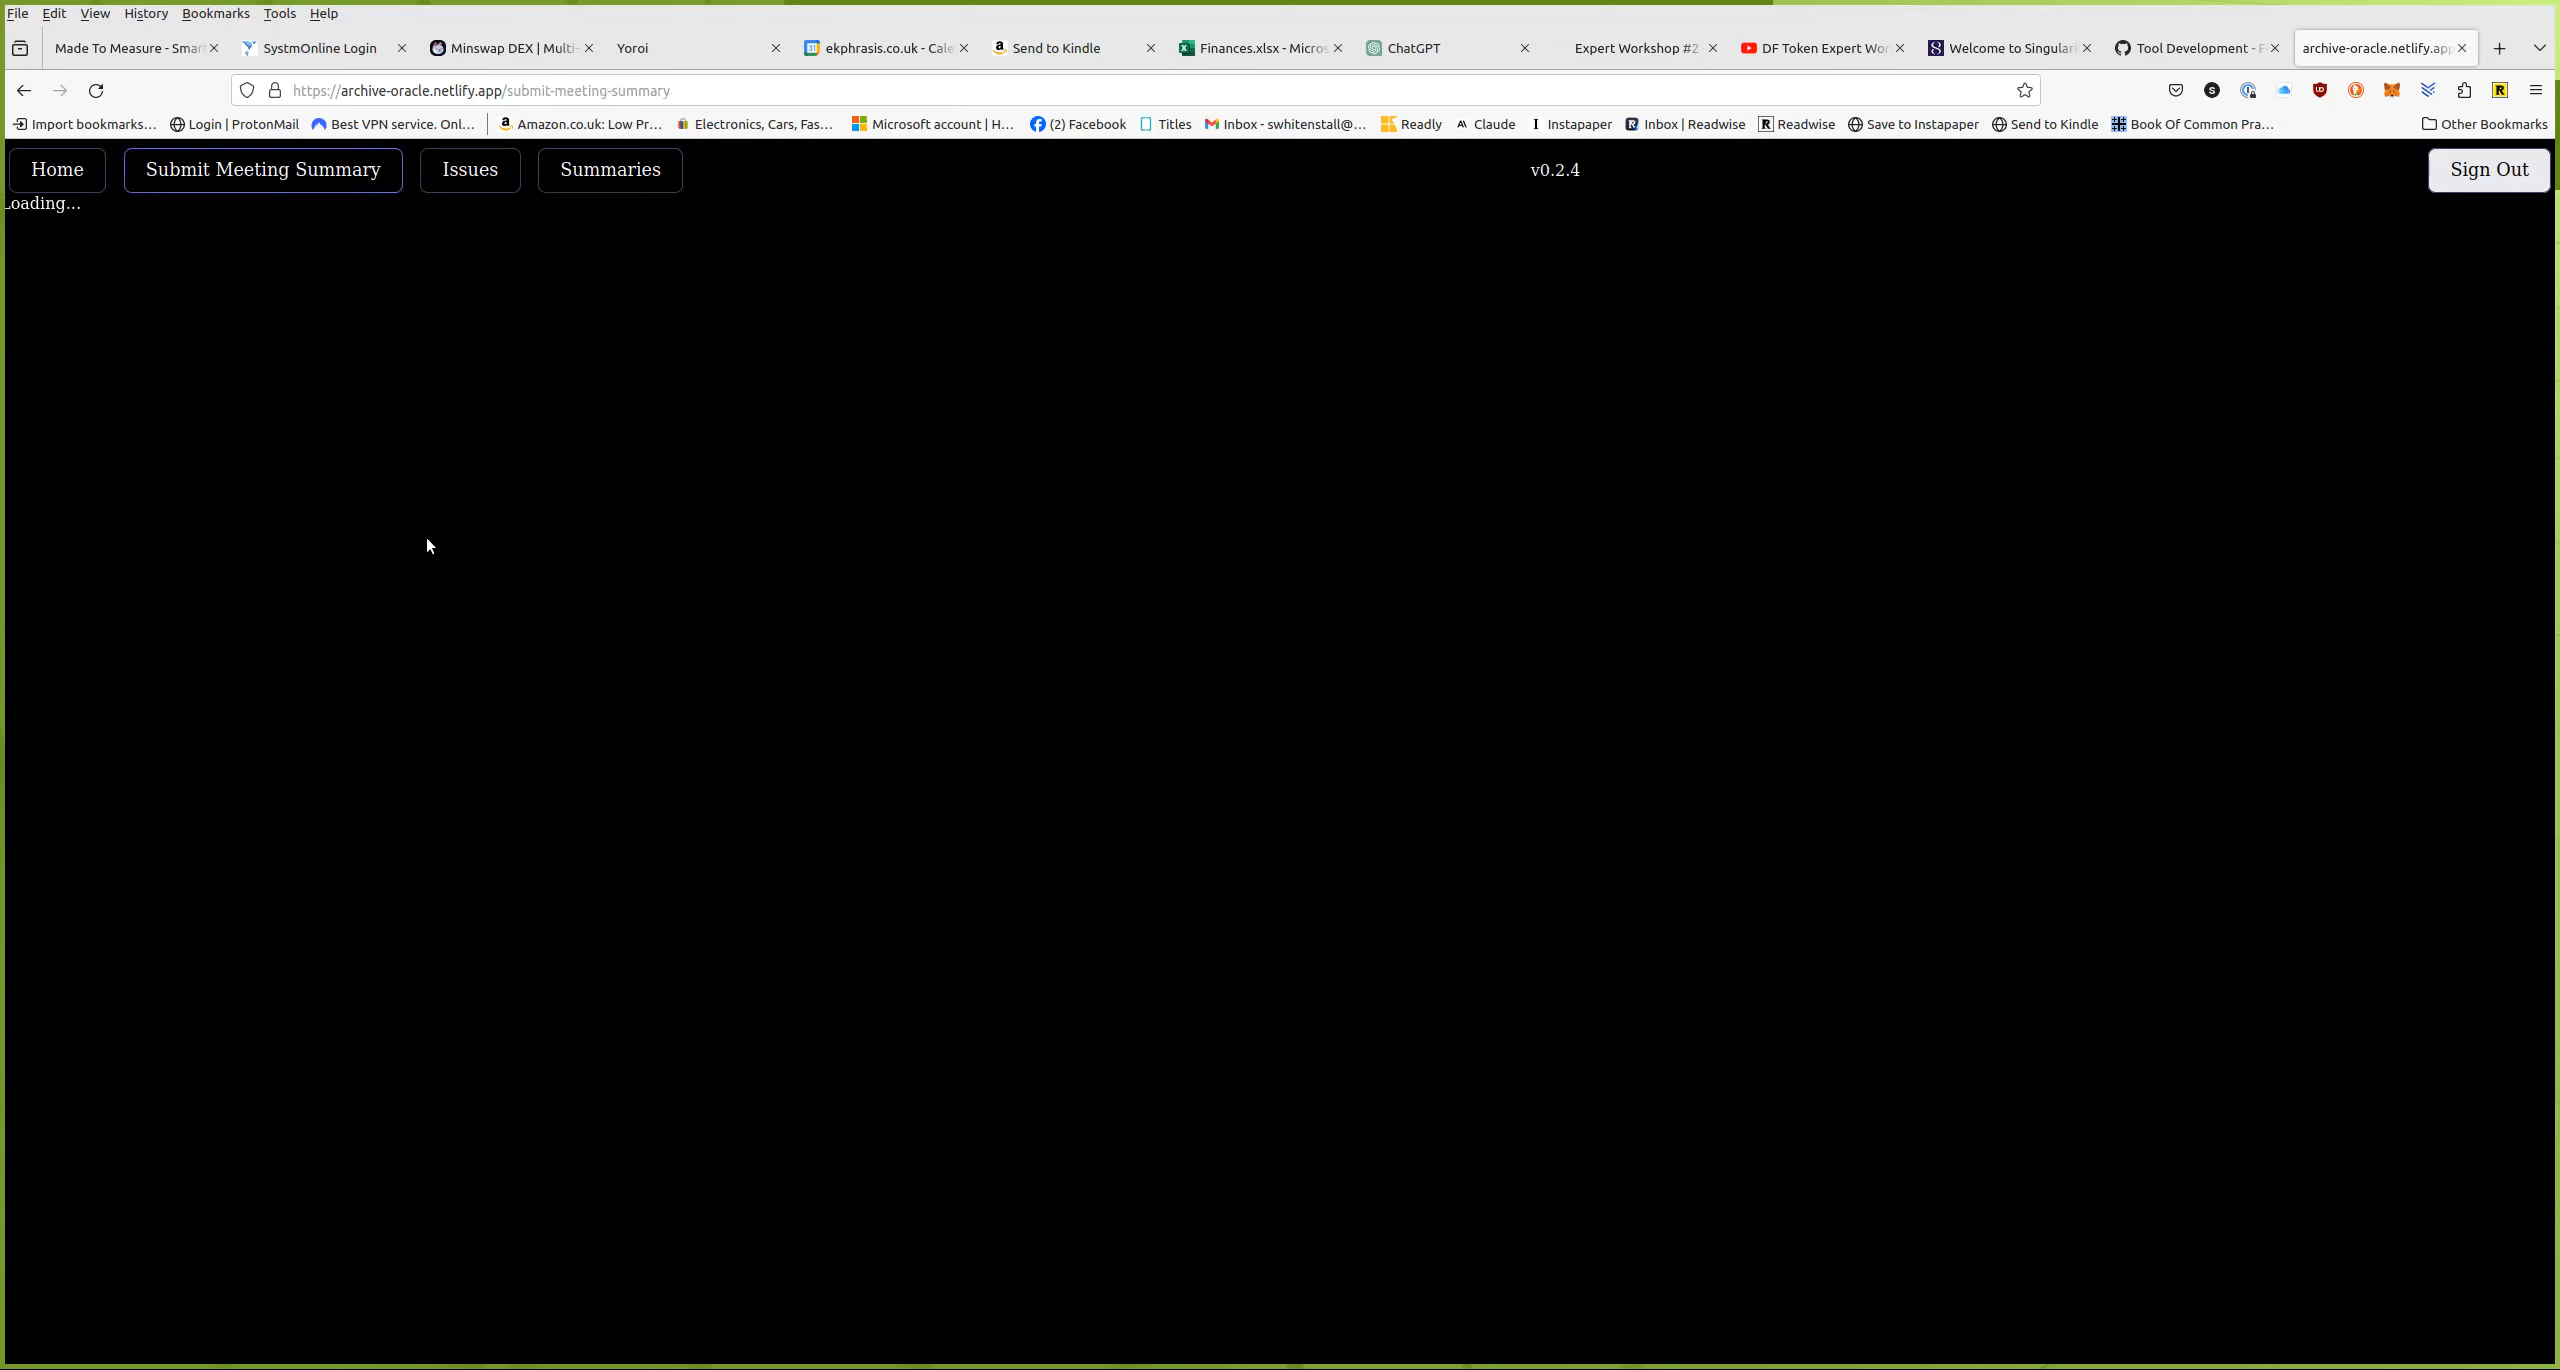 File Edit View History Bookmarks Tools Help
Made To Measure - Smar SystmOnline Login Minswap DEX | Multi- Yoroi ekphrasis.co.uk - Cale Send to Kindle Finances.xlsx - Micros ChatGPT Expert Workshop #2 - DF Token Expert Wor Welcome to Singulari Tool Development - F archive-oracle.netlify.app
https://archive-oracle.netlify.app/submit-meeting-summary
Import bookmarks... Login | ProtonMail Best VPN service. Onl... Amazon.co.uk: Low Pr... Electronics, Cars, Fas... Microsoft account | H... (2) Facebook Titles Inbox - swhitenstall@... Readly Claude Instapaper Inbox | Readwise Readwise Save to Instapaper Send to Kindle Book Of Common Pra... Other Bookmarks
Home Submit Meeting Summary Issues Summaries v0.2.4 Sign Out
Loading...